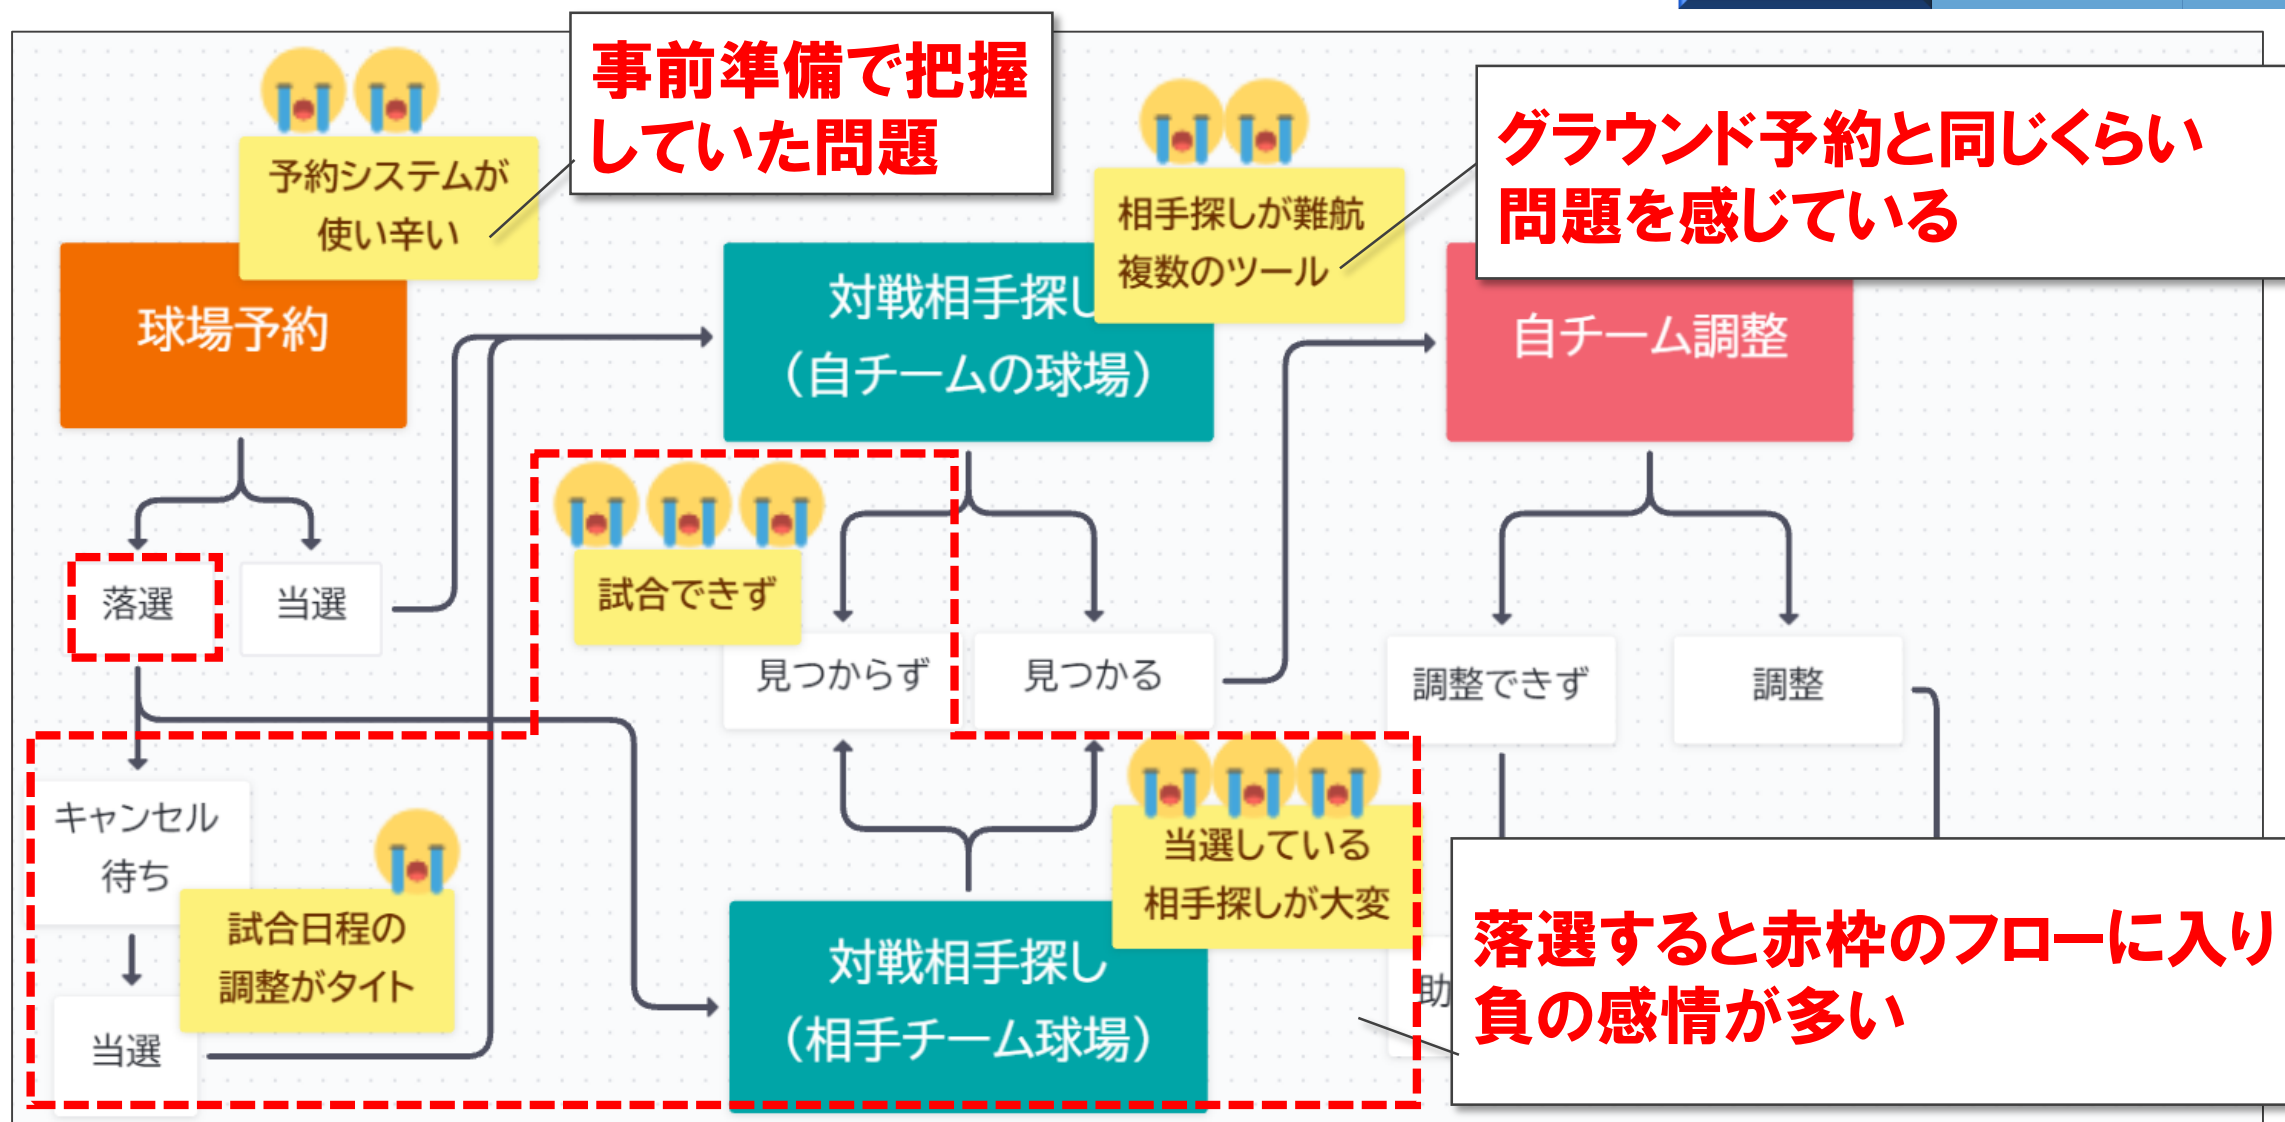 事前準備で把握
していた問題
グラウンド予約と同じくらい
問題を感じている
予約システムが
使い辛い
相手探しが難航
複数のツール
球場予約
対戦相手探し
（自チームの球場）
自チーム調整
試合できず
落選
当選
見つからず
見つかる
調整できず
調整
キャンセル
待ち
当選している
相手探しが大変
試合日程の
調整がタイト
当選
対戦相手探し
（相手チーム球場）
助
落選すると赤枠のフローに入り
負の感情が多い